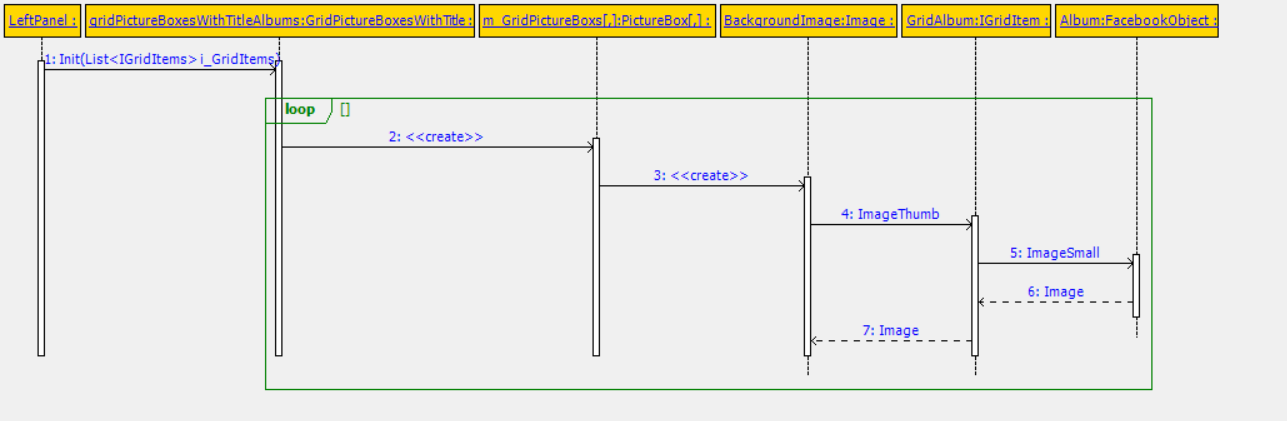 LeftPanel :
gridPictureBoxesWithTitleAlbums:GridPictureBoxesWithTitle :
m_GridPictureBoxs[,]:PictureBox[,] :
BackgroundImage:Image :
GridAlbum:IGridItem :
Album:FacebookObject :
1: Init(List<IGridItems> i_GridItems)
loop []
2: <<create>>
3: <<create>>
4: ImageThumb
5: ImageSmall
6: Image
7: Image